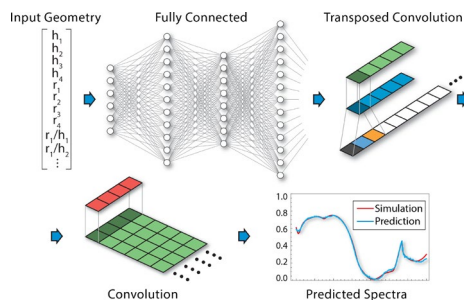 Input Geometry
Fully Connected
Transposed Convolution
h1
h2
h3
h4
r1
r2
r3
r4
r1/h1
r1/h2
⋮
1.0
0.8
0.6
0.4
0.2
0.0
Simulation
Prediction
Convolution
Predicted Spectra